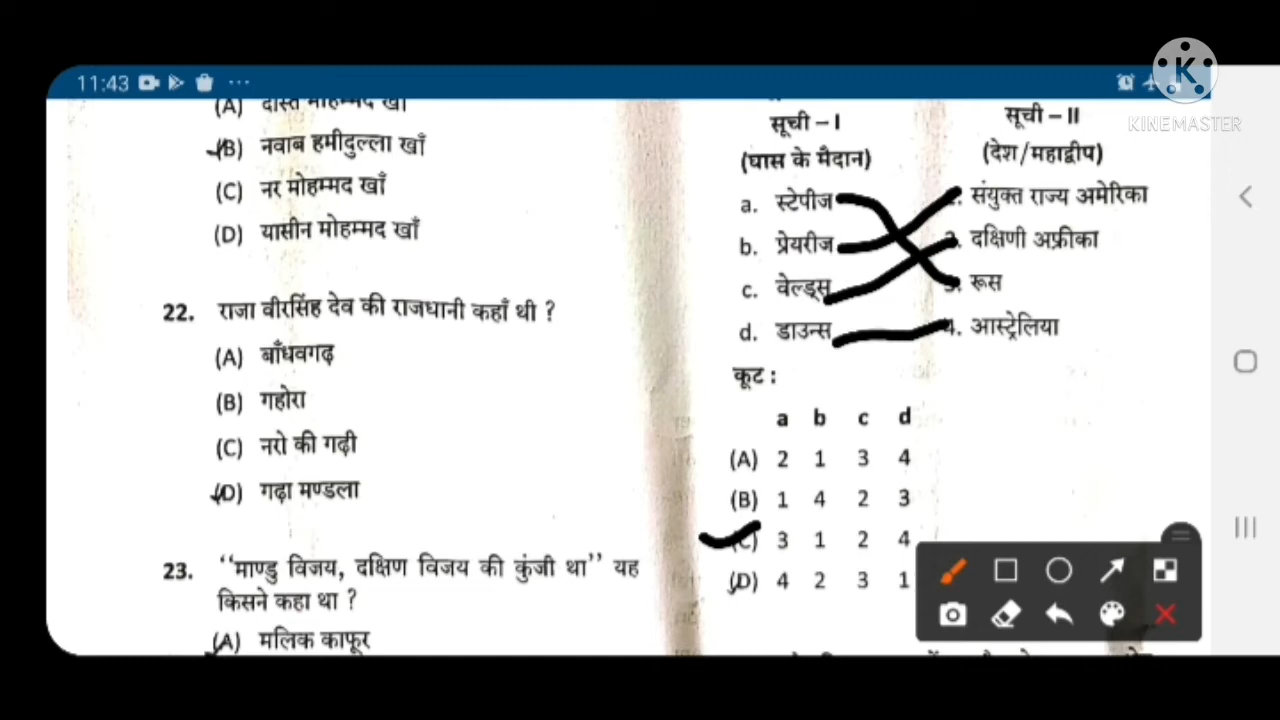 11:43
KINEMASTER
(B) नवाब हमीदुल्ला खाँ
(C) नर मोहम्मद खाँ
(D) यासीन मोहम्मद खाँ
22. राजा वीरसिंह देव की राजधानी कहाँ थी ?
(A) बाँधवगढ़
(B) गहोरा
(C) नरो की गढ़ी
(D) गढ़ा मण्डला
23. “माण्डु विजय, दक्षिण विजय की कुंजी था” यह
किसने कहा था ?
(A) मलिक काफूर
सूची – I सूची – II
(घास के मैदान) (देश/महाद्वीप)
a. स्टेपीज संयुक्त राज्य अमेरिका
b. प्रेयरीज दक्षिणी अफ्रीका
c. वेल्ड्स रूस
d. डाउन्स 4. आस्ट्रेलिया
कूट :
a b c d
(A) 2 1 3 4
(B) 1 4 2 3
(C) 3 1 2 4
(D) 4 2 3 1